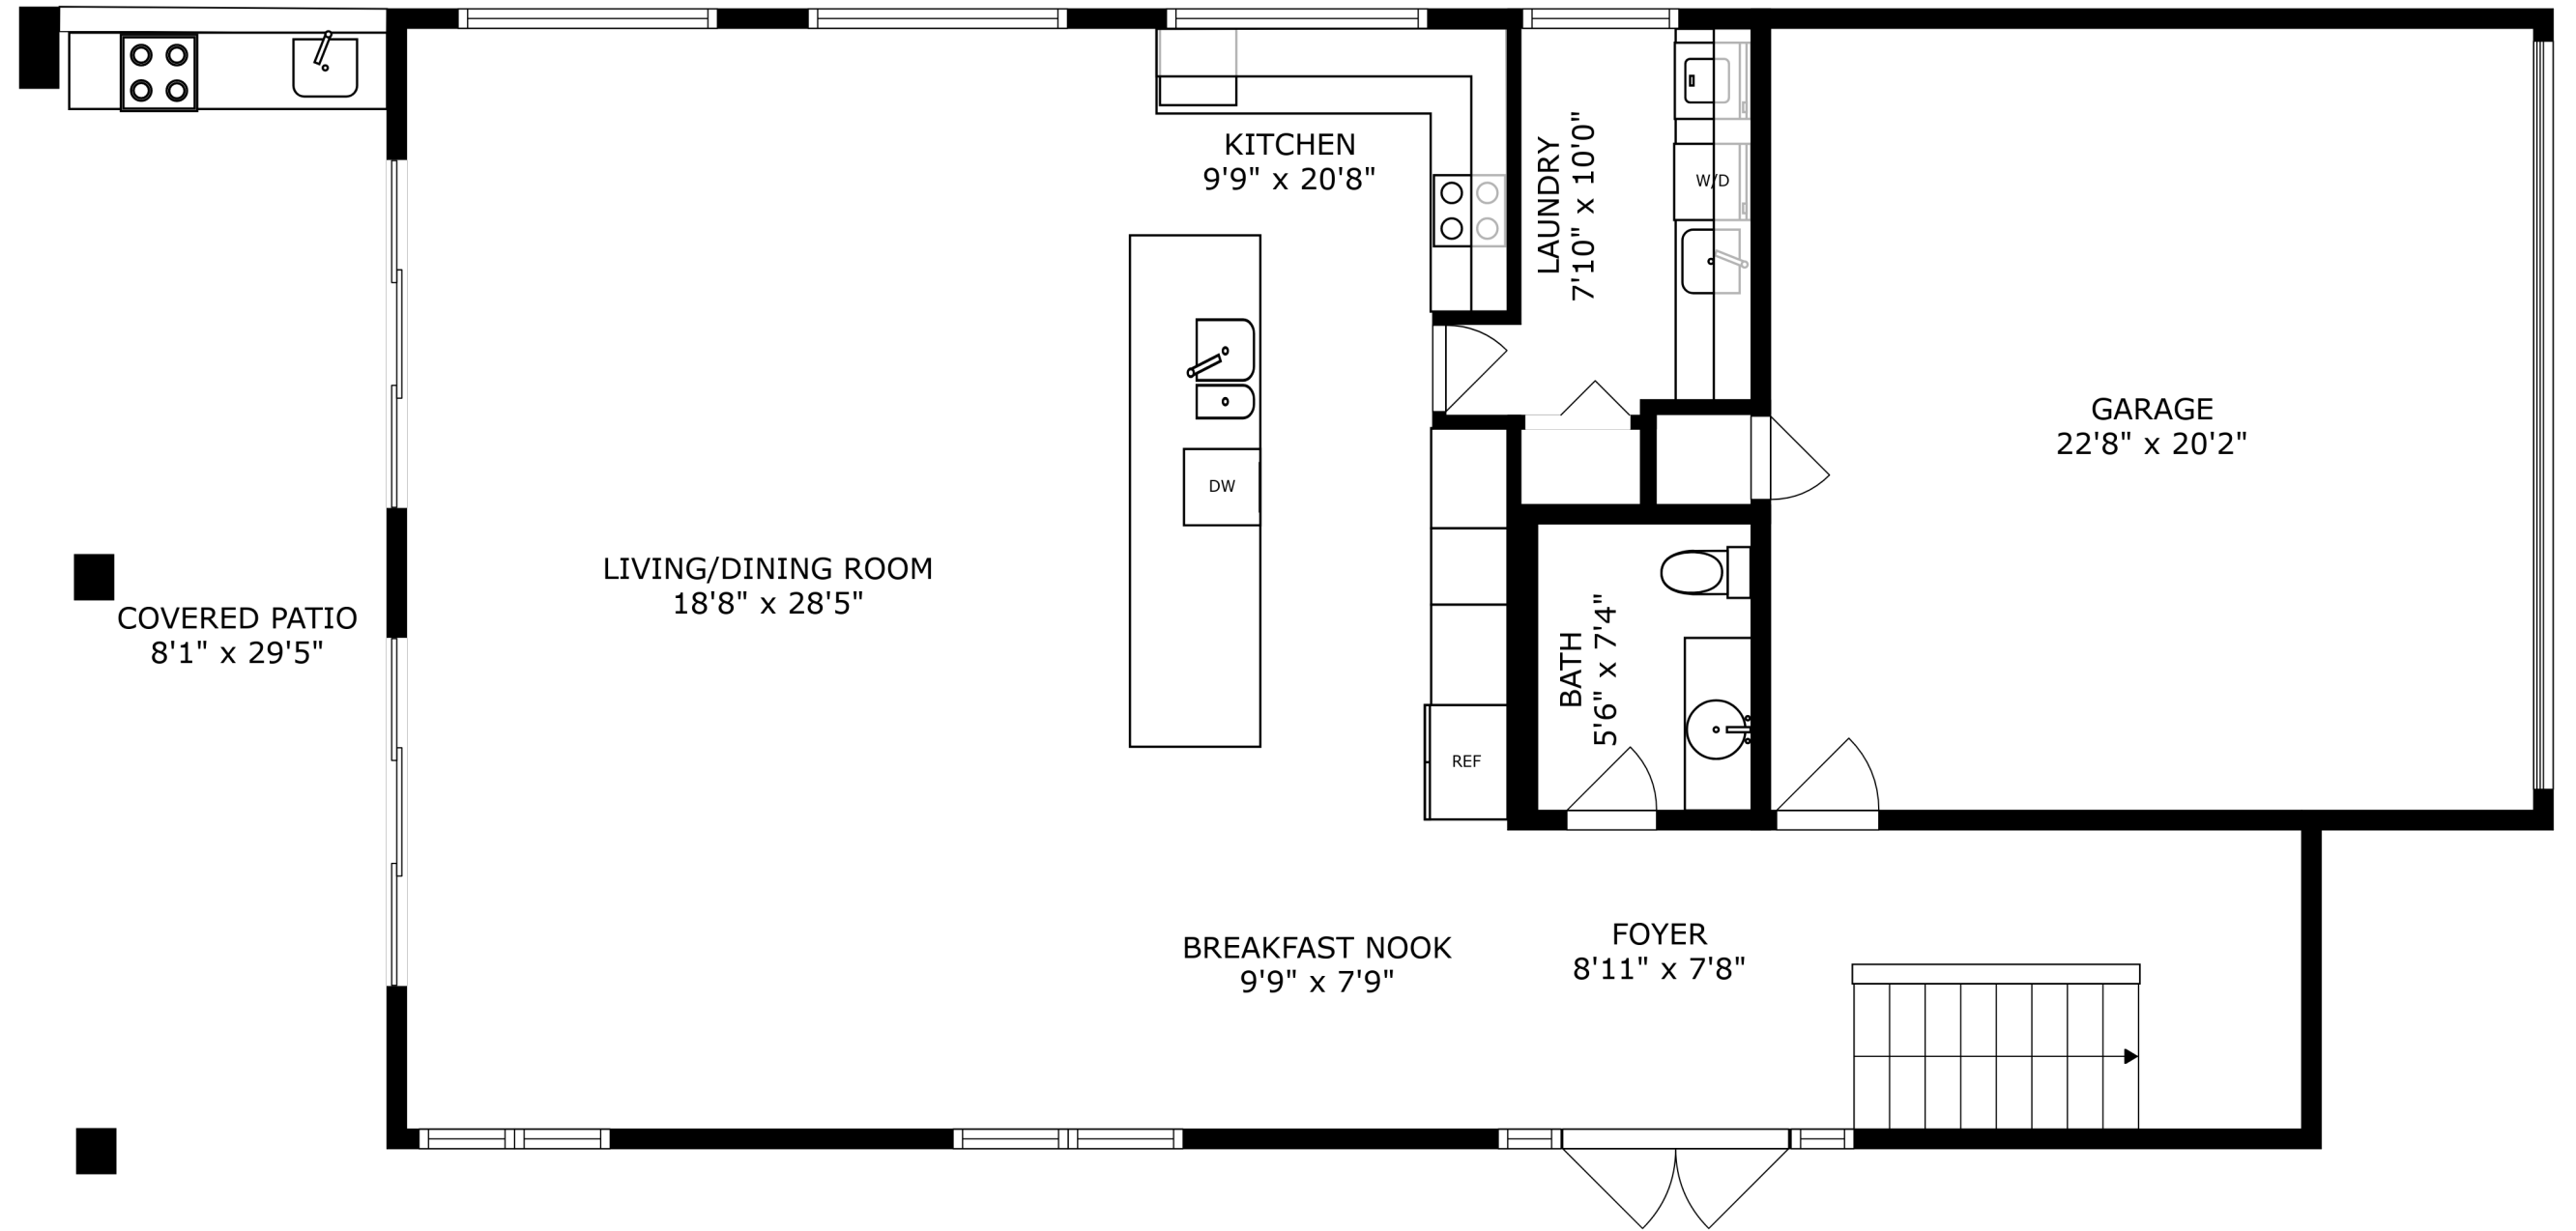 KITCHEN
9'9" x 20'8"
LAUNDRY
7'10" x 10'0"
W/D
GARAGE
22'8" x 20'2"
DW
LIVING/DINING ROOM
18'8" x 28'5"
COVERED PATIO
8'1" x 29'5"
BATH
5'6" x 7'4"
REF
BREAKFAST NOOK
9'9" x 7'9"
FOYER
8'11" x 7'8"